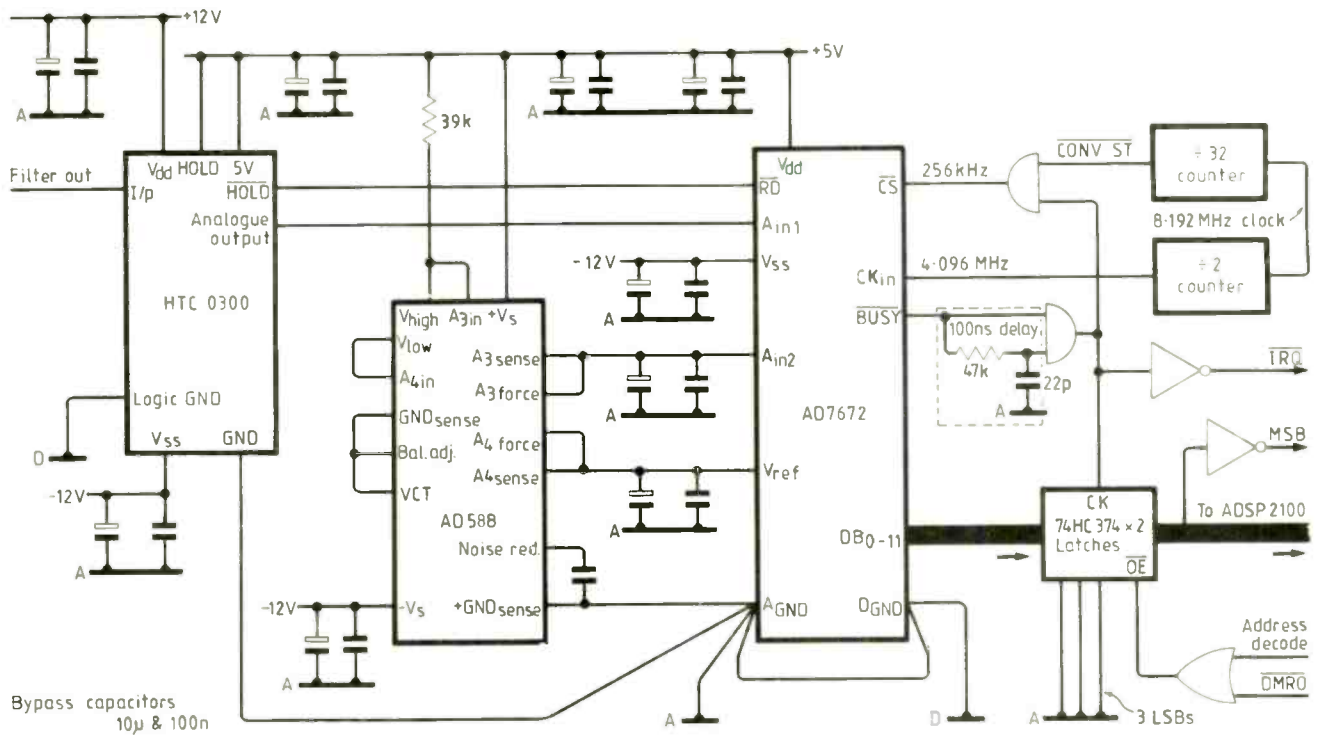 +12V
+5V
A
A
A
39k
Filter out
Vdd HOLD 5V
I/p
HOLD
Analogue output
HTC 0300
Logic GND
Vss GND
D
-12V
A
Vhigh A3in +Vs
Vlow
A4in
GNDsense
Bal.adj.
VCT
A3sense
A3force
A4force
A4sense
AD588
Noise red.
-Vs
+GNDsense
-12V
A
-12V
A
A
A
Vdd
RD
Ain1
Vss
Ain2
Vref
AGND
CS
CKin
BUSY
AD7672
DB0-11
DGND
A
D
256kHz
CONV ST
÷ 32
counter
8·192 MHz clock
4·096 MHz
÷ 2
counter
100ns delay
47k
22p
A
IRQ
MSB
CK
74HC374 × 2
Latches
OE
To ADSP2100
Address
decode
DMRD
A
3 LSBs
Bypass capacitors
10µ & 100n